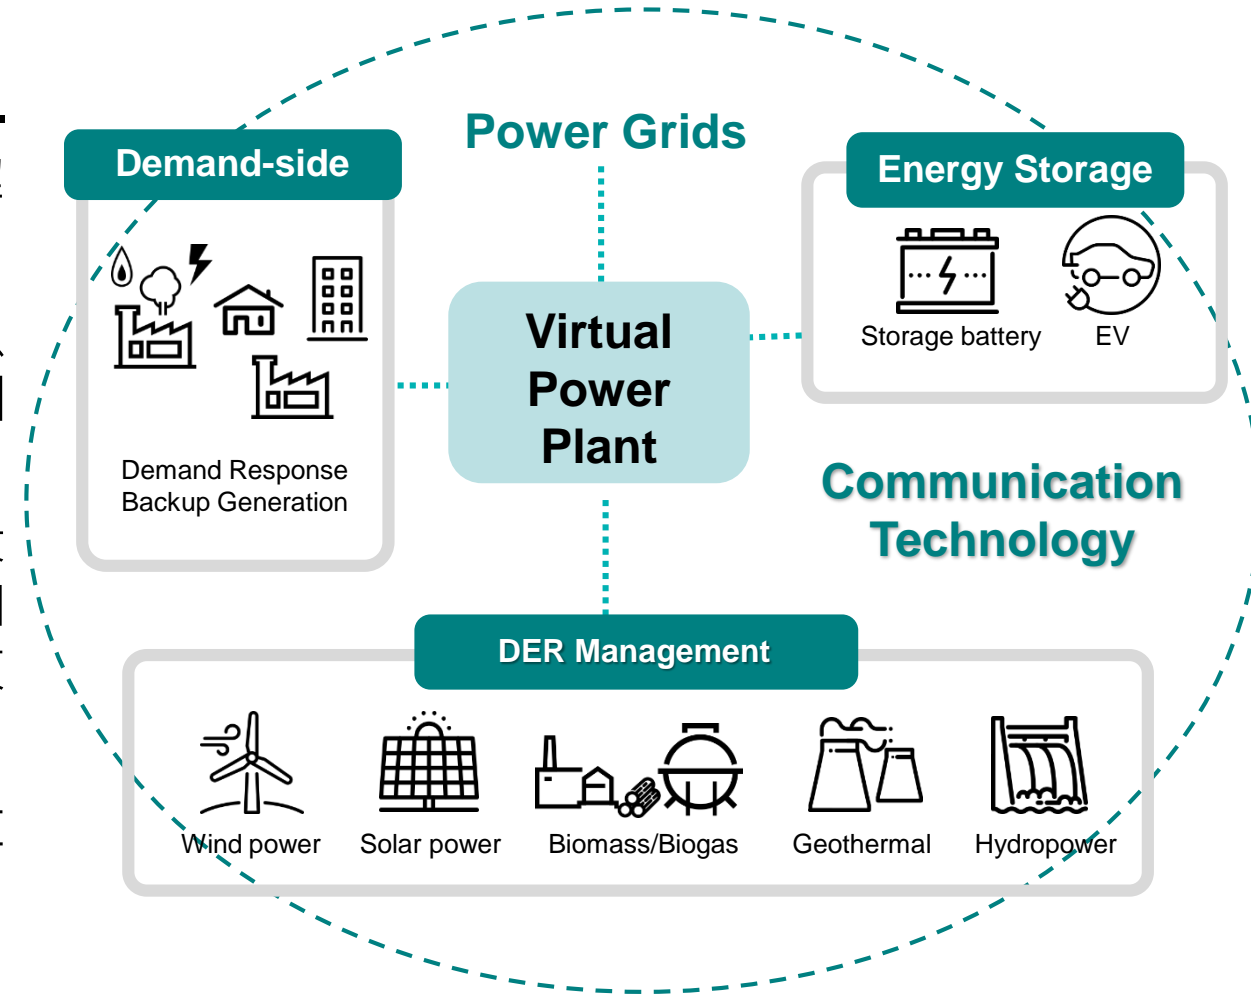 Power Grids
Demand-side
Energy Storage
Storage battery
EV
Virtual
Power
Plant
Demand Response
Backup Generation
Communication
Technology
DER Management
Wind power
Solar power
Biomass/Biogas
Geothermal
Hydropower